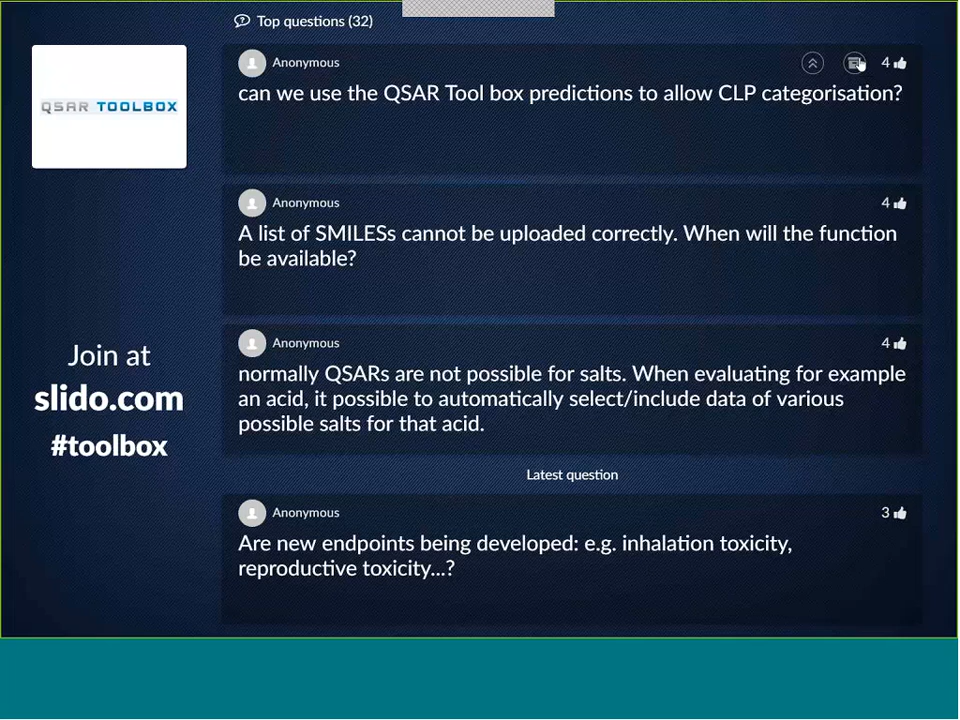 Top questions (32)
QSAR TOOLBOX
Join at
slido.com
#toolbox
Anonymous
4
can we use the QSAR Tool box predictions to allow CLP categorisation?
Anonymous
4
A list of SMILESs cannot be uploaded correctly. When will the function
be available?
Anonymous
4
normally QSARs are not possible for salts. When evaluating for example
an acid, it possible to automatically select/include data of various
possible salts for that acid.
Latest question
Anonymous
3
Are new endpoints being developed: e.g. inhalation toxicity,
reproductive toxicity...?